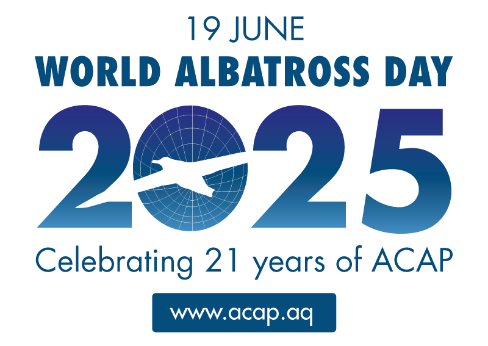 19 JUNE
WORLD ALBATROSS DAY
2025
Celebrating 21 years of ACAP
www.acap.aq